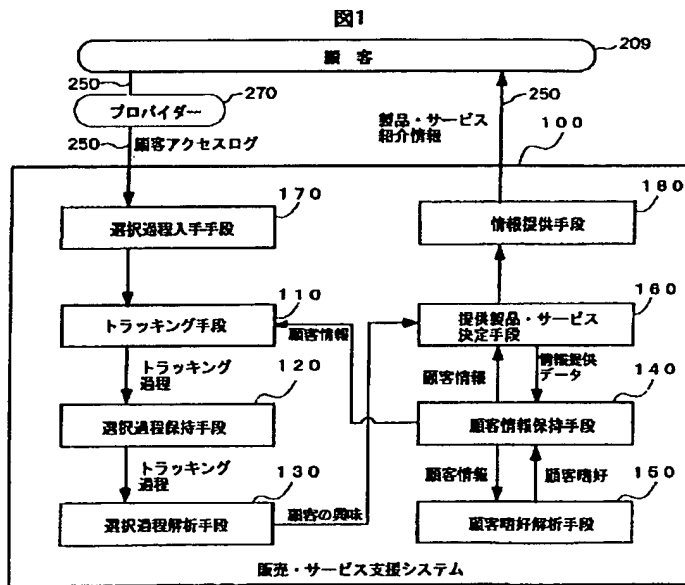 図1
顧客
209
250
プロバイダー
270
250
顧客アクセスログ
製品・サービス
紹介情報
250
100
170
選択過程入手手段
180
情報提供手段
110
トラッキング手段
顧客情報
160
提供製品・サービス
決定手段
トラッキング
過程
120
選択過程保持手段
顧客情報
情報提供
データ
140
顧客情報保持手段
トラッキング
過程
130
選択過程解析手段
顧客の興味
顧客情報
顧客嗜好
150
顧客嗜好解析手段
販売・サービス支援システム